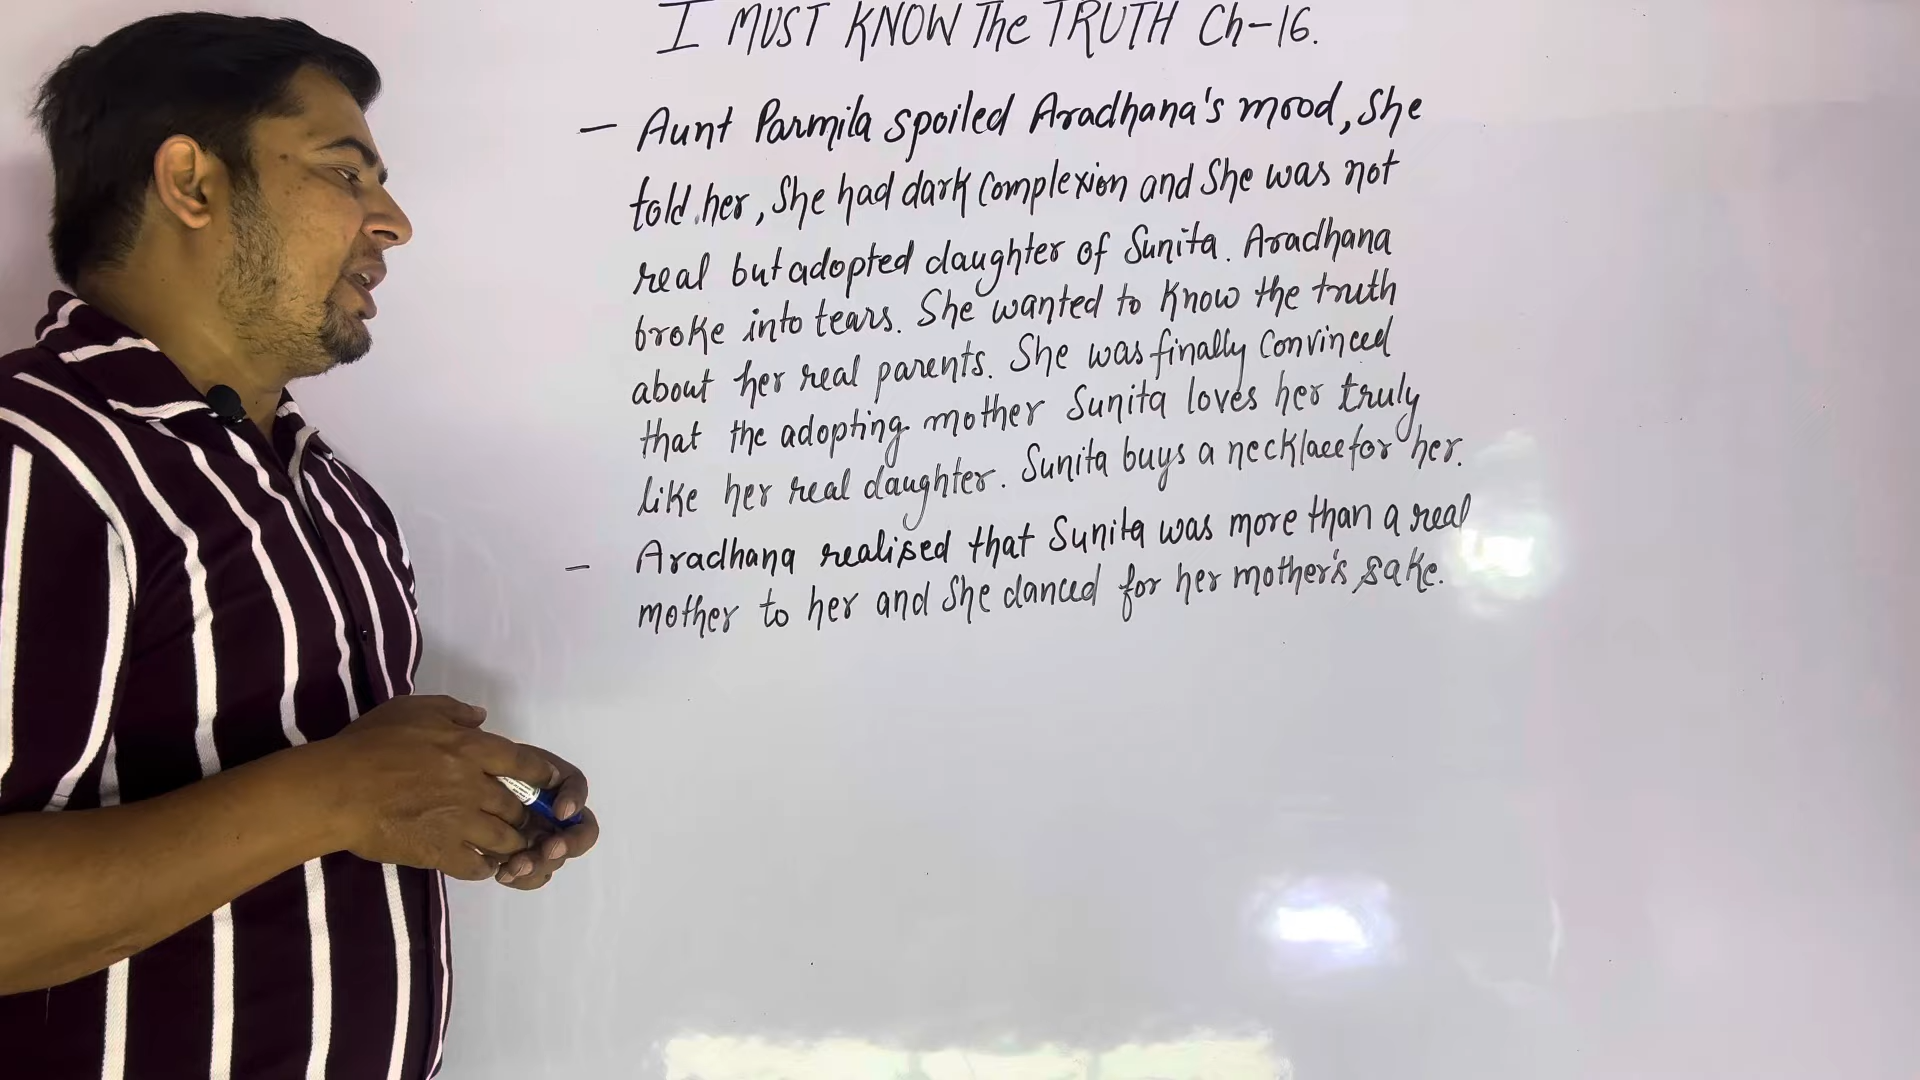 I MUST KNOW The TRUTH Ch-16.
- Aunt Parmila spoiled Aradhana's mood, She
told her, She had dark Complexion and She was not
real but adopted daughter of Sunita. Aradhana
broke into tears. She wanted to Know the truth
about her real parents. She was finally Convinced
that the adopting mother Sunita loves her truly
like her real daughter. Sunita buys a necklace for her.
- Aradhana realised that Sunita was more than a real
mother to her and She danced for her mother's sake.